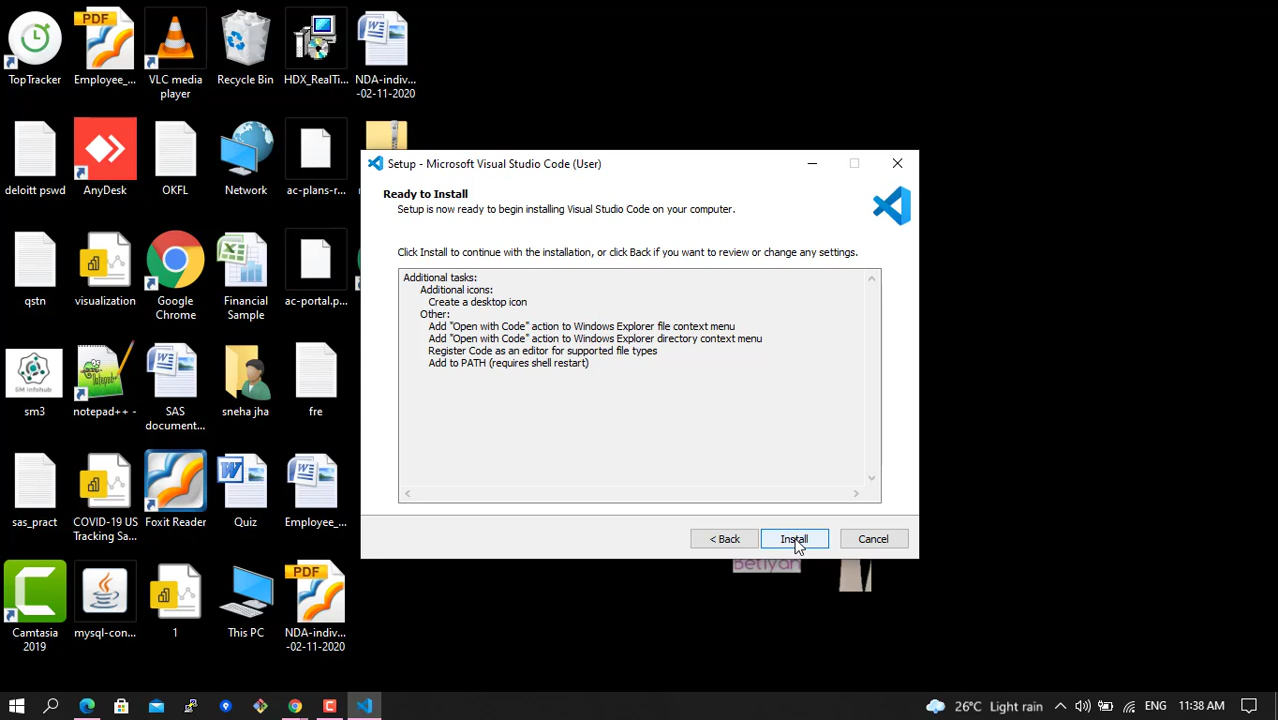 TopTracker
PDF
Employee_...
VLC media
player
Recycle Bin
HDX_RealTi...
NDA-indiv...
-02-11-2020
deloitt pswd
AnyDesk
OKFL
Network
ac-plans-r...
qstn
visualization
Google
Chrome
Financial
Sample
ac-portal.p...
SM Infohub
sm3
notepad++ -
SAS
document...
sneha jha
fre
sas_pract
COVID-19 US
Tracking Sa...
Foxit Reader
Quiz
Employee_...
Camtasia
2019
mysql-con...
1
This PC
PDF
NDA-indiv...
-02-11-2020
Setup - Microsoft Visual Studio Code (User)
Ready to Install
Setup is now ready to begin installing Visual Studio Code on your computer.
Click Install to continue with the installation, or click Back if you want to review or change any settings.
Additional tasks:
Additional icons:
Create a desktop icon
Other:
Add "Open with Code" action to Windows Explorer file context menu
Add "Open with Code" action to Windows Explorer directory context menu
Register Code as an editor for supported file types
Add to PATH (requires shell restart)
< Back
Install
Cancel
Betiyan
26°C Light rain
ENG
11:38 AM